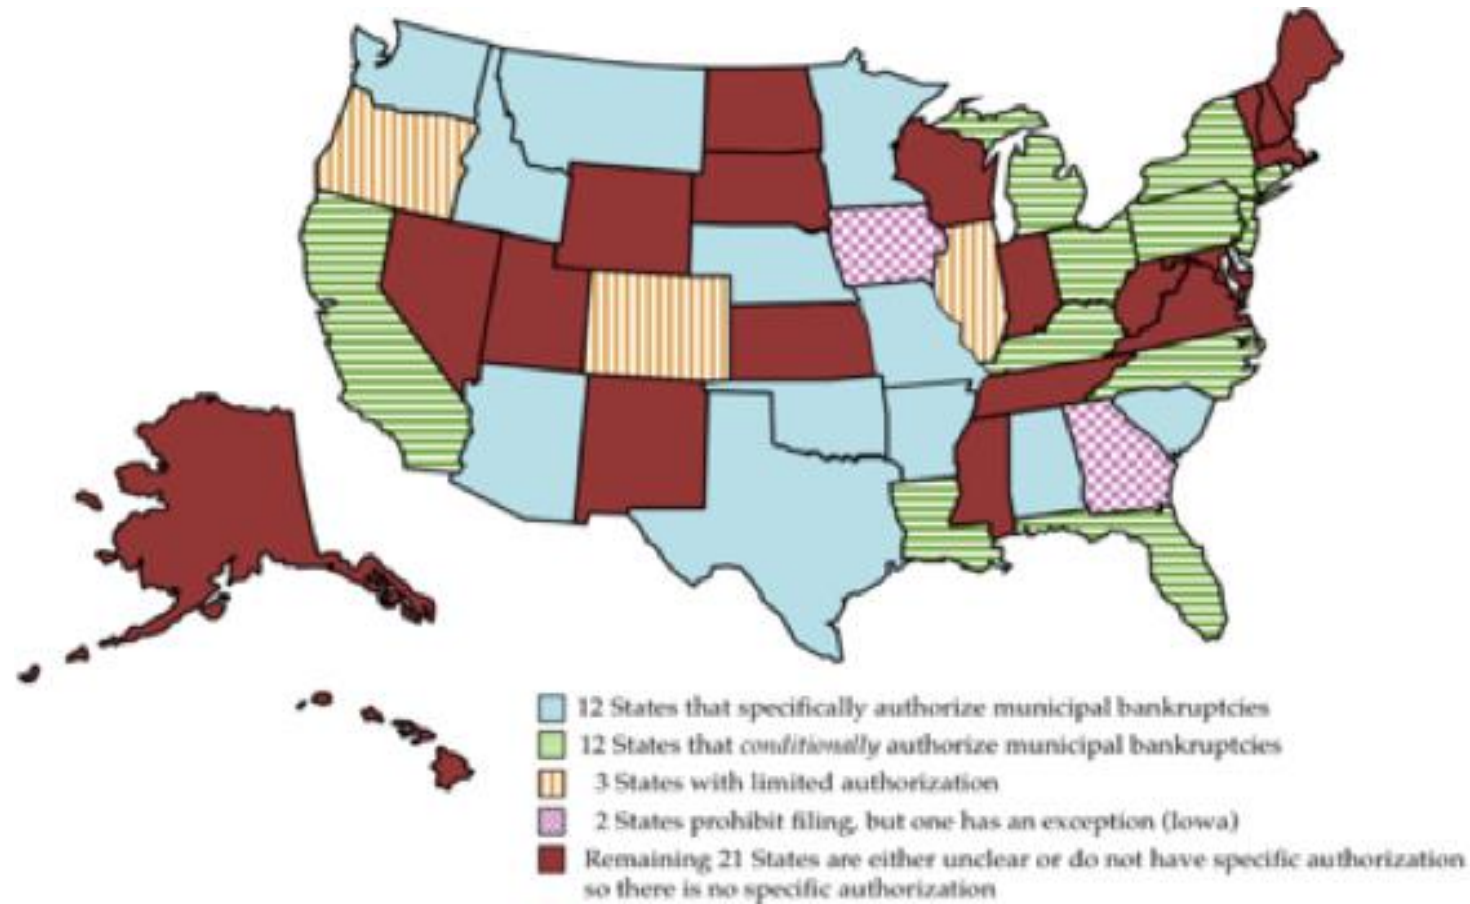 12 States that specifically authorize municipal bankruptcies
12 States that conditionally authorize municipal bankruptcies
3 States with limited authorization
2 States prohibit filing, but one has an exception (Iowa)
Remaining 21 States are either unclear or do not have specific authorization
so there is no specific authorization